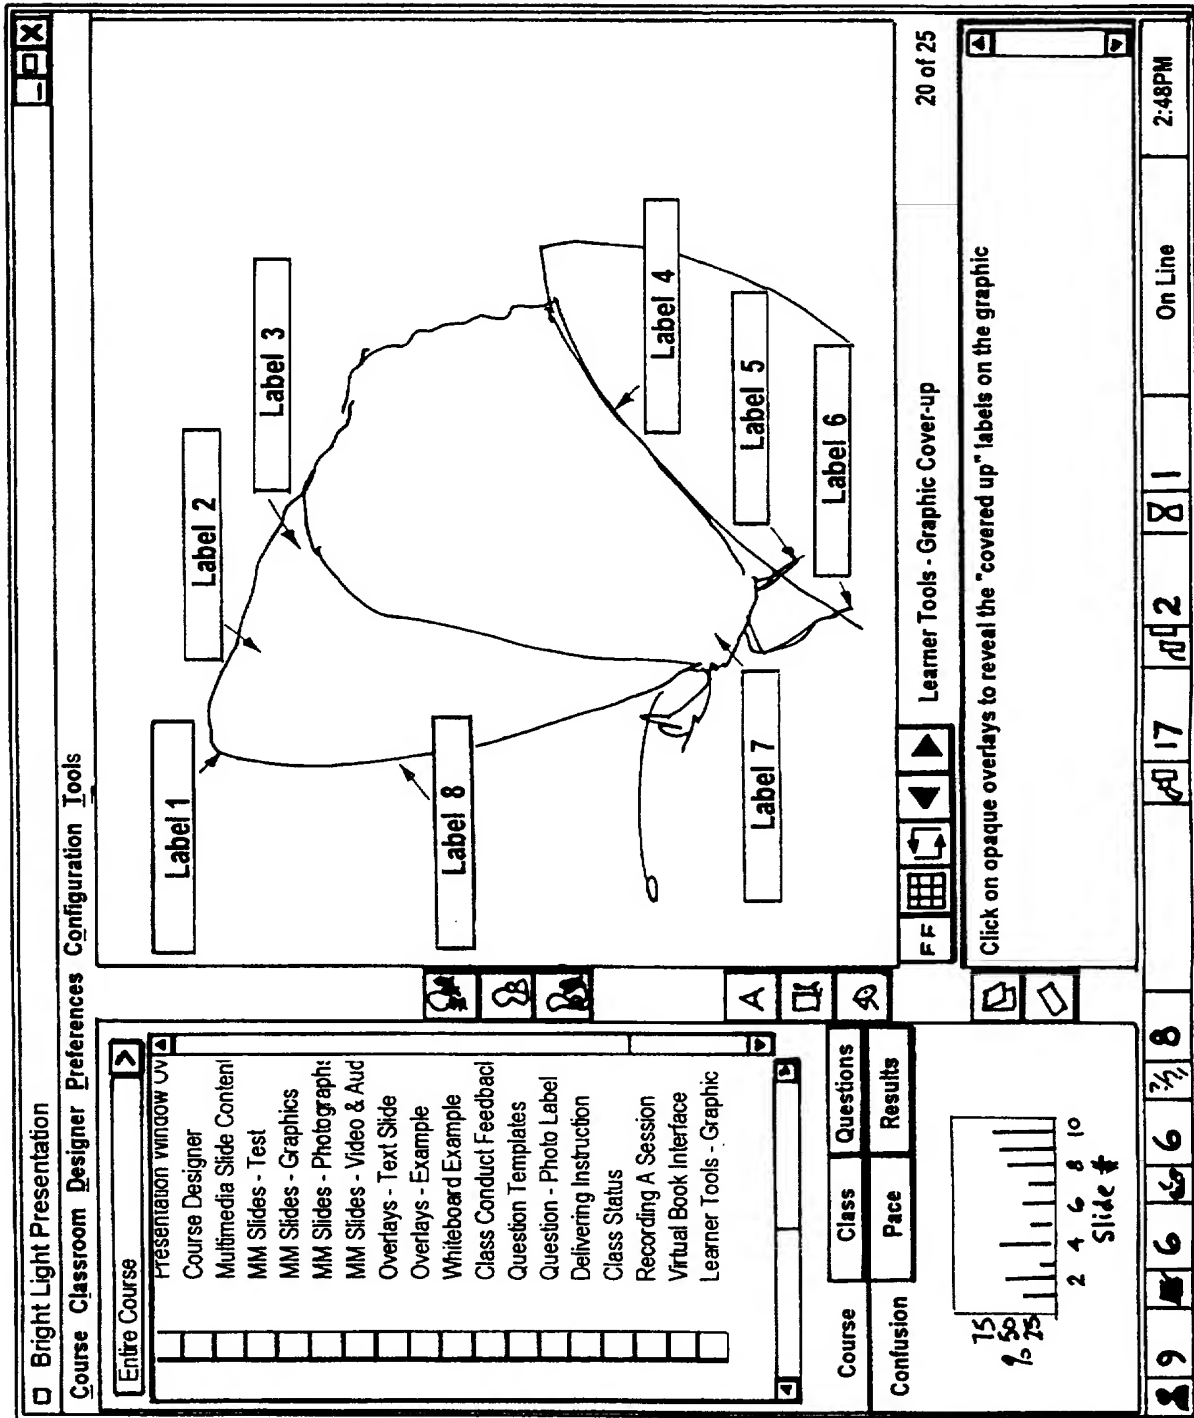 Bright Light Presentation
Course Classroom Designer Preferences Configuration Tools
Entire Course
Presentation Window Ov
Course Designer
Multimedia Slide Content
MM Slides - Test
MM Slides - Graphics
MM Slides - Photographs
MM Slides - Video & Aud
Overlays - Text Slide
Overlays - Example
Whiteboard Example
Class Conduct Feedback
Question Templates
Question - Photo Label
Delivering Instruction
Class Status
Recording A Session
Virtual Book Interface
Learner Tools - Graphic
Course Class Questions
Confusion Pace Results
75
% 50
25
2 4 6 8 10
Slide #
A
Label 1
Label 2
Label 3
Label 8
Label 4
Label 5
Label 6
Label 7
FF
Learner Tools - Graphic Cover-up
20 of 25
Click on opaque overlays to reveal the "covered up" labels on the graphic
9 6 6 8 17 2 1 On Line 2:48PM